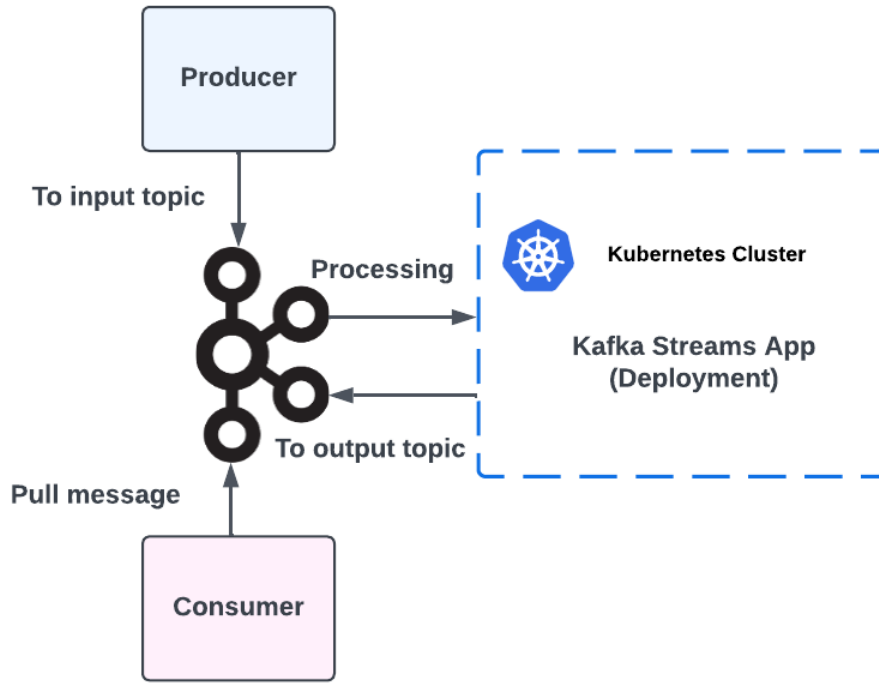 Producer
To input topic
Processing
Kubernetes Cluster
Kafka Streams App
(Deployment)
To output topic
Pull message
Consumer